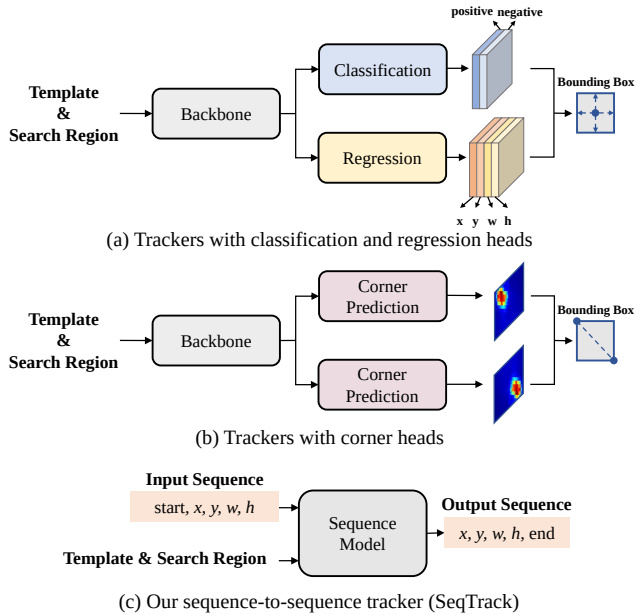 positive negative
Classification
Bounding Box
Template
&
Search Region
Backbone
Regression
x y w h
(a) Trackers with classification and regression heads
Corner
Prediction
Bounding Box
Template
&
Search Region
Backbone
Corner
Prediction
(b) Trackers with corner heads
Input Sequence
start, x, y, w, h
Sequence
Model
Output Sequence
x, y, w, h, end
Template & Search Region
(c) Our sequence-to-sequence tracker (SeqTrack)